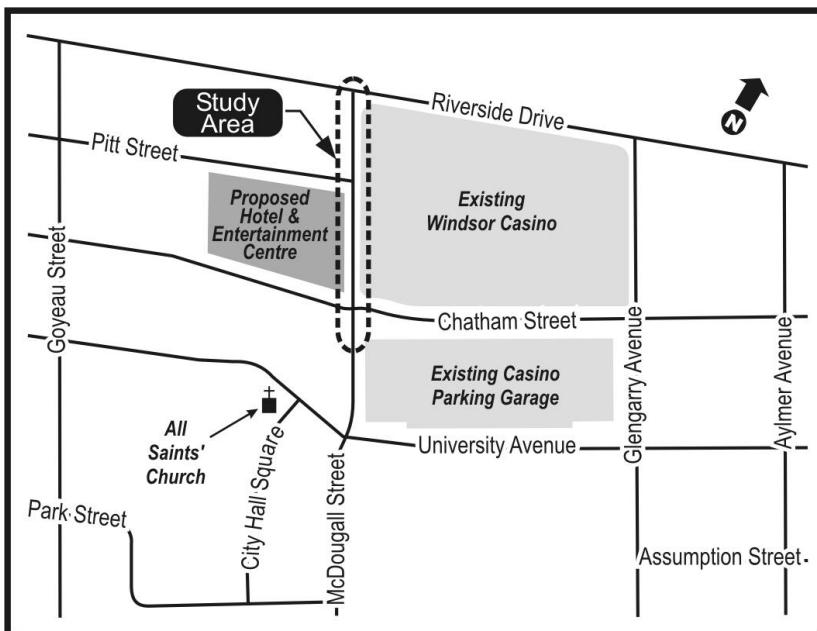 Study
Area
Riverside Drive
N
Pitt Street
Proposed
Hotel &
Entertainment
Centre
Existing
Windsor Casino
Goyeau Street
Chatham Street
Glengarry Avenue
Aylmer Avenue
Existing Casino
Parking Garage
All
Saints'
Church
City Hall Square
McDougall Street
University Avenue
Park Street
Assumption Street